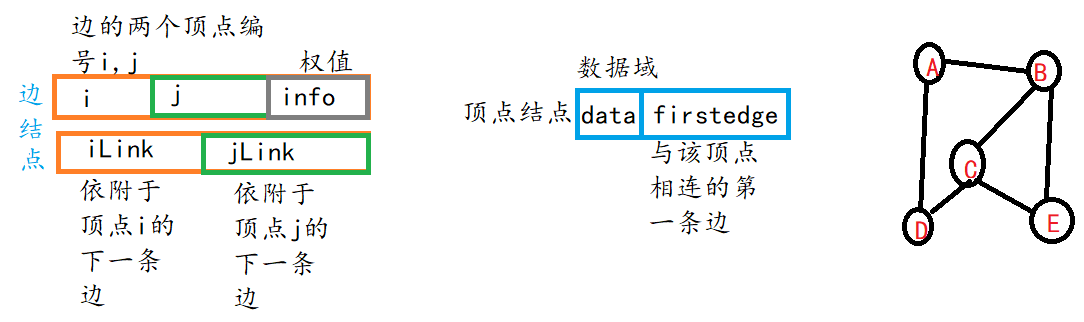 边的两个顶点编
号i,j
权值
边
结
点
i
j
info
iLink
jLink
依附于
顶点i的
下一条
边
依附于
顶点j的
下一条
边
数据域
顶点结点
data
firstedge
与该顶点
相连的第
一条边
A
B
C
D
E